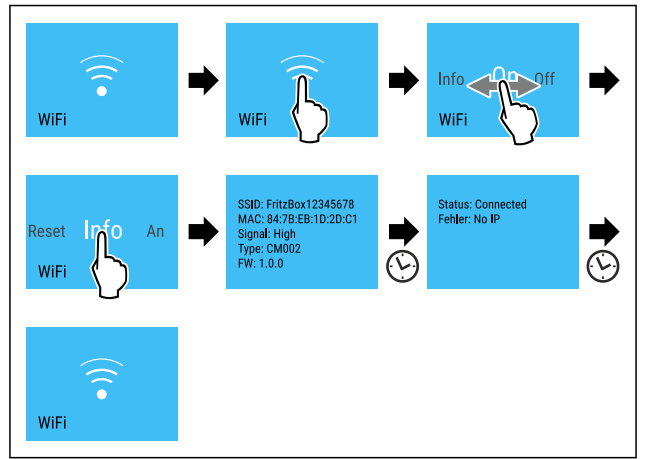 WiFi
WiFi
Info On Off
WiFi
Reset Info An
WiFi
SSID: FritzBox12345678
MAC: 84:7B:EB:1D:2D:C1
Signal: High
Type: CM002
FW: 1.0.0
Status: Connected
Fehler: No IP
WiFi